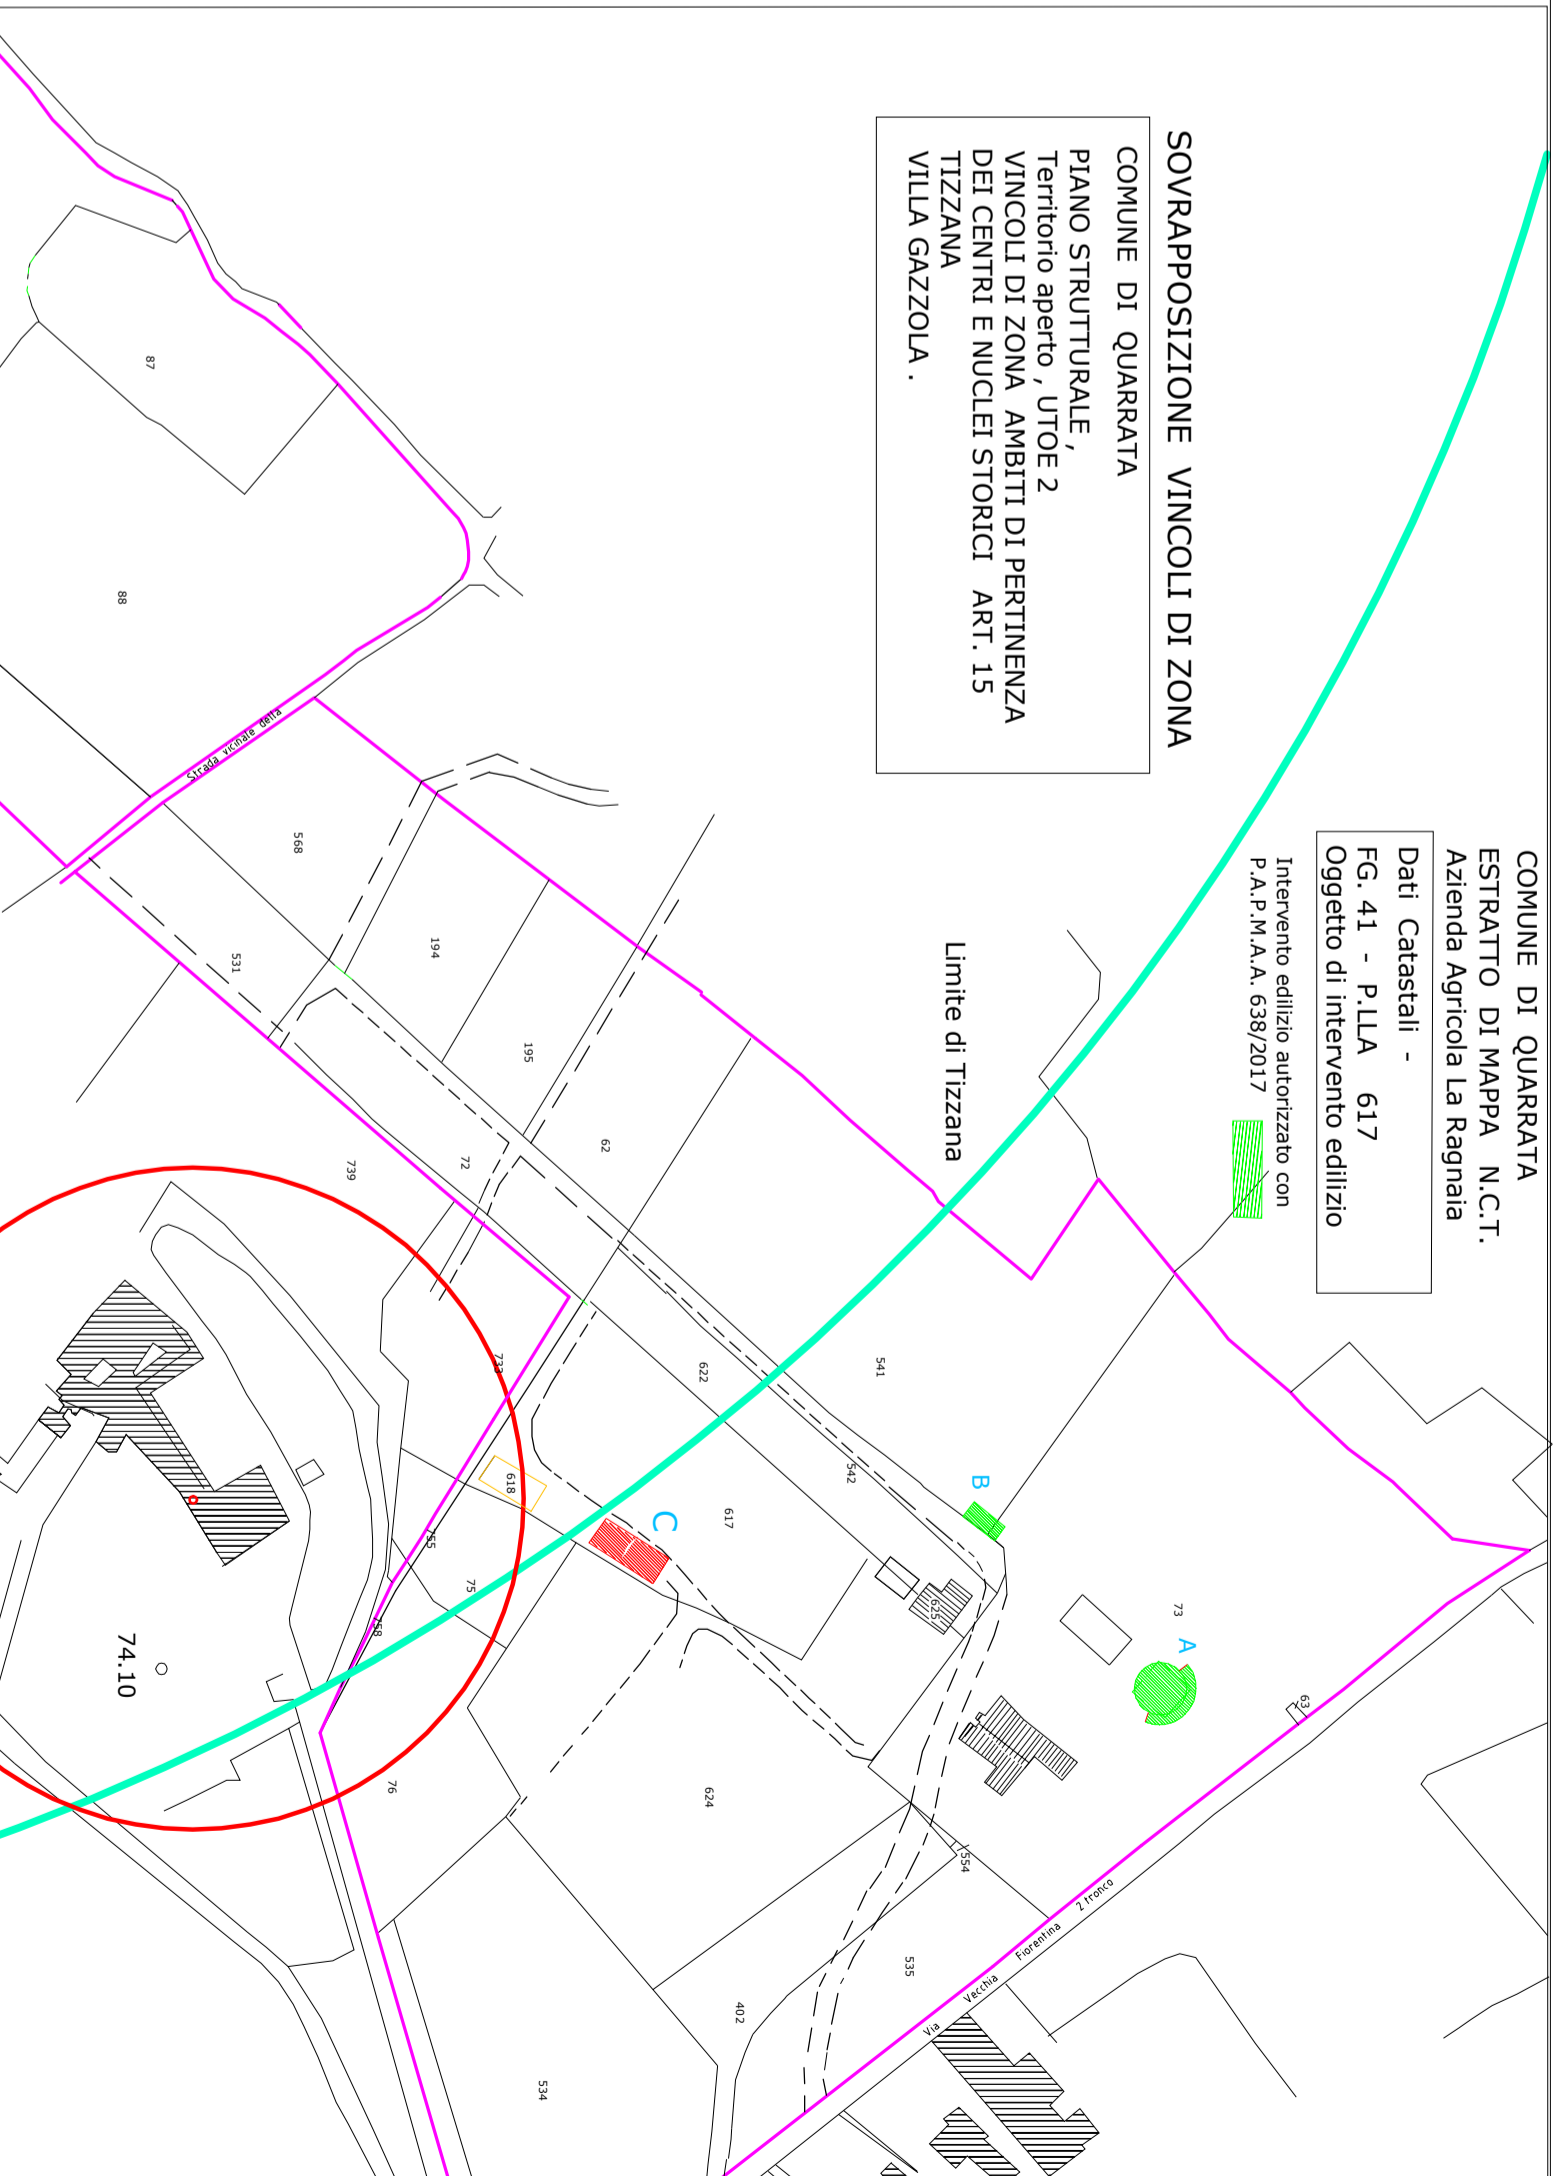 COMUNE DI QUARRATA
ESTRATTO DI MAPPA N.C.T.
Azienda Agricola La Ragnaia
Dati Catastali -
FG. 41 - P.LLA 617
Oggetto di intervento edilizio
Intervento edilizio autorizzato con
P.A.P.M.A.A. 638/2017
SOVRAPPOSIZIONE VINCOLI DI ZONA
COMUNE DI QUARRATA
PIANO STRUTTURALE ,
Territorio aperto , UTOE 2
VINCOLI DI ZONA AMBITI DI PERTINENZA
DEI CENTRI E NUCLEI STORICI ART. 15
TIZZANA
VILLA GAZZOLA .
Limite di Tizzana
Strada vicinale della
Via Vecchia Fiorentina 2 tronco
A
B
C
87
88
568
194
531
195
62
72
739
733
622
541
542
617
618
625
73
63
755
75
758
76
74.10
624
554
535
402
534